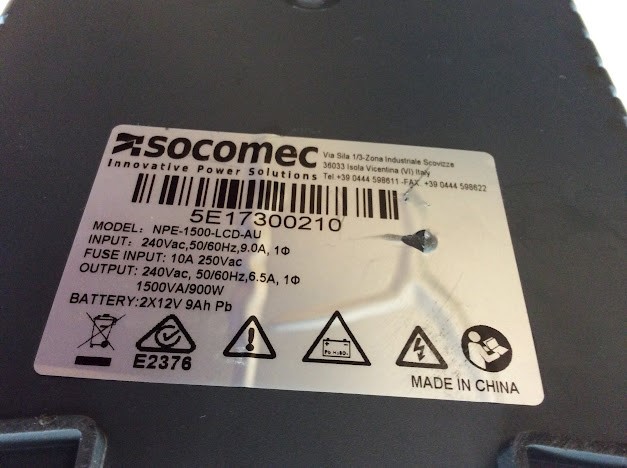 socomec
Innovative Power Solutions
Via Sila 1/3-Zona Industriale Scovizze
36033 Isola Vicentina (VI) Italy
Tel +39 0444 598611 -FAX. +39 0444 598622
5E17300210
MODEL: NPE-1500-LCD-AU
INPUT: 240Vac,50/60Hz,9.0A, 1Φ
FUSE INPUT: 10A 250Vac
OUTPUT: 240Vac, 50/60Hz,6.5A, 1Φ
1500VA/900W
BATTERY:2X12V 9Ah Pb
E2376
Pb H₂SO₄
MADE IN CHINA